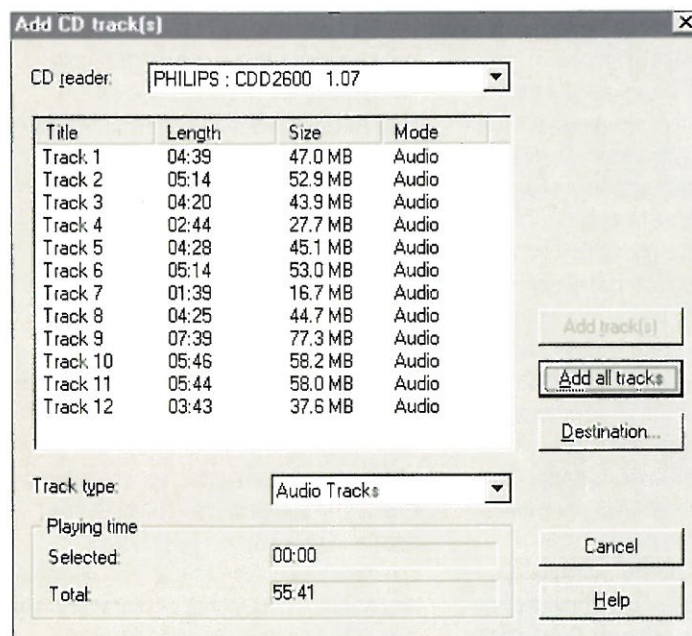 Add CD track(s)
CD reader: PHILIPS : CDD2600 1.07
Title Length Size Mode
Track 1 04:39 47.0 MB Audio
Track 2 05:14 52.9 MB Audio
Track 3 04:20 43.9 MB Audio
Track 4 02:44 27.7 MB Audio
Track 5 04:28 45.1 MB Audio
Track 6 05:14 53.0 MB Audio
Track 7 01:39 16.7 MB Audio
Track 8 04:25 44.7 MB Audio
Track 9 07:39 77.3 MB Audio
Track 10 05:46 58.2 MB Audio
Track 11 05:44 58.0 MB Audio
Track 12 03:43 37.6 MB Audio
Add track(s)
Add all tracks
Destination...
Track type: Audio Tracks
Playing time
Selected: 00:00
Total: 55:41
Cancel
Help